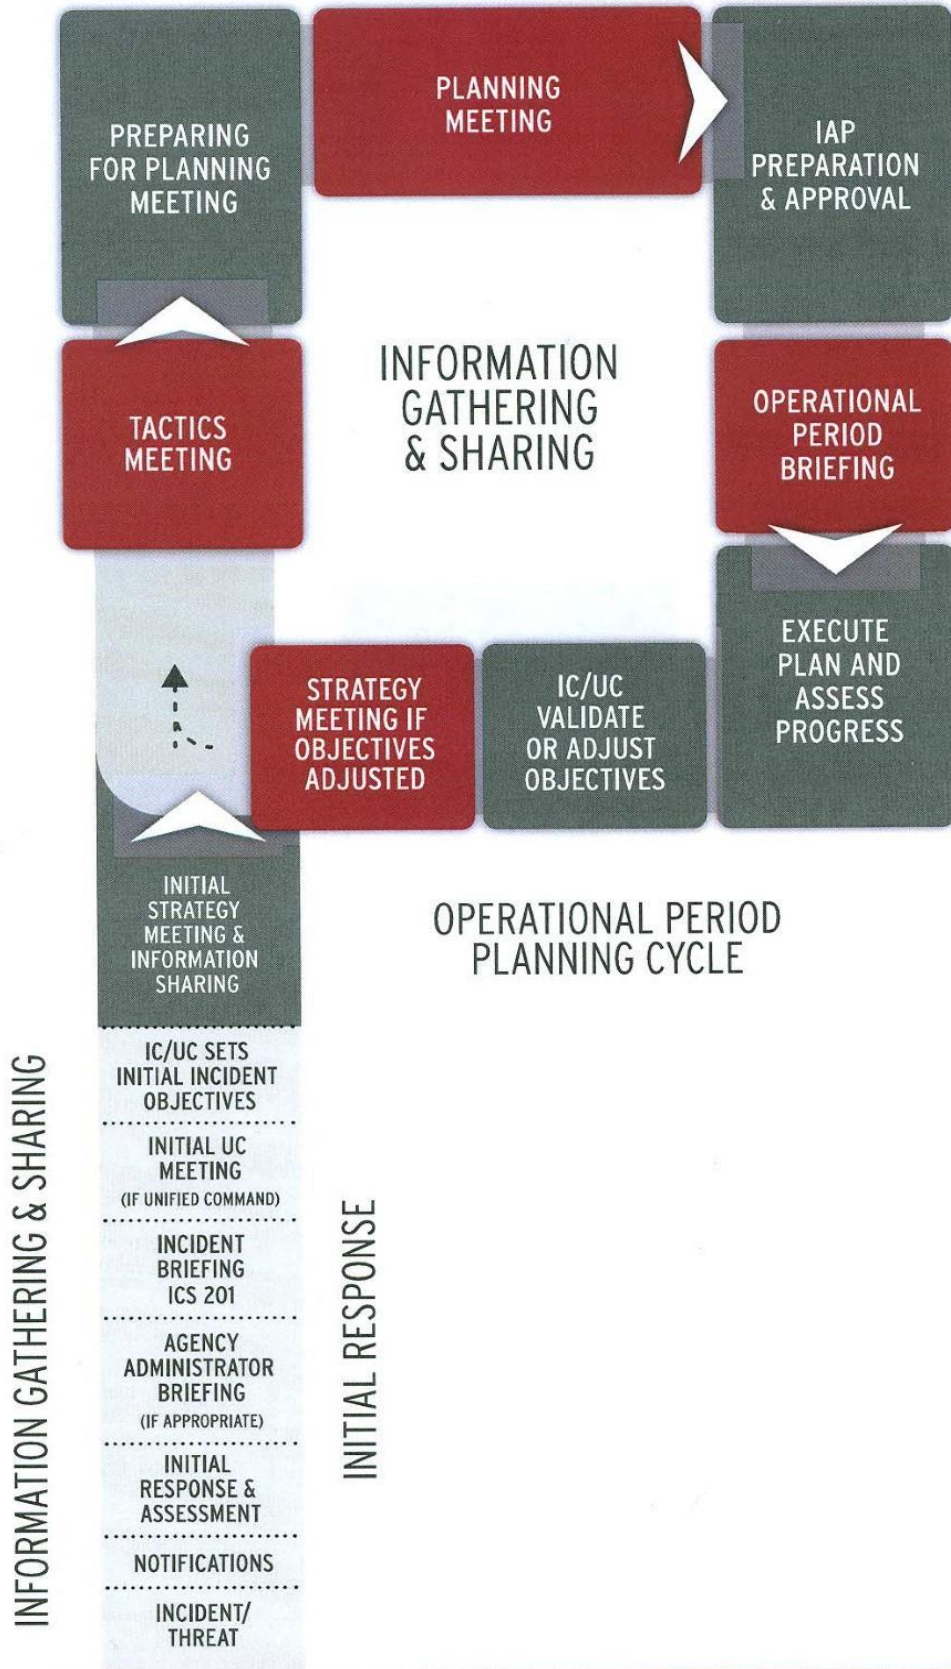 PREPARING
FOR PLANNING
MEETING
PLANNING
MEETING
IAP
PREPARATION
& APPROVAL
TACTICS
MEETING
INFORMATION
GATHERING
& SHARING
OPERATIONAL
PERIOD
BRIEFING
EXECUTE
PLAN AND
ASSESS
PROGRESS
STRATEGY
MEETING IF
OBJECTIVES
ADJUSTED
IC/UC
VALIDATE
OR ADJUST
OBJECTIVES
INITIAL
STRATEGY
MEETING &
INFORMATION
SHARING
OPERATIONAL PERIOD
PLANNING CYCLE
IC/UC SETS
INITIAL INCIDENT
OBJECTIVES
INITIAL UC
MEETING
(IF UNIFIED COMMAND)
INCIDENT
BRIEFING
ICS 201
AGENCY
ADMINISTRATOR
BRIEFING
(IF APPROPRIATE)
INITIAL
RESPONSE &
ASSESSMENT
NOTIFICATIONS
INCIDENT/
THREAT
INFORMATION GATHERING & SHARING
INITIAL RESPONSE